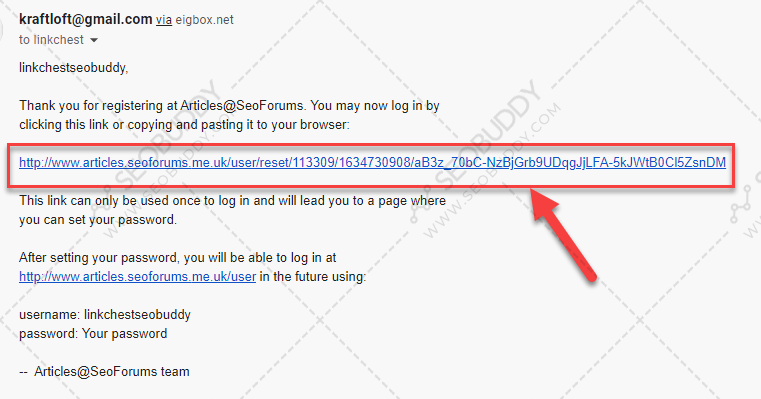 kraftloft@gmail.com via eigbox.net
to linkchest
linkchestseobuddy,
Thank you for registering at Articles@SeoForums. You may now log in by
clicking this link or copying and pasting it to your browser:
http://www.articles.seoforums.me.uk/user/reset/113309/1634730908/aB3z_70bC-NzBjGrb9UDqgJjLFA-5kJWtB0Cl5ZsnDM
This link can only be used once to log in and will lead you to a page where
you can set your password.
After setting your password, you will be able to log in at
http://www.articles.seoforums.me.uk/user in the future using:
username: linkchestseobuddy
password: Your password
-- Articles@SeoForums team
SEOBUDDY
WWW.SEOBUDDY.COM
SEOBUDDY
WWW.SEOBUDDY.COM